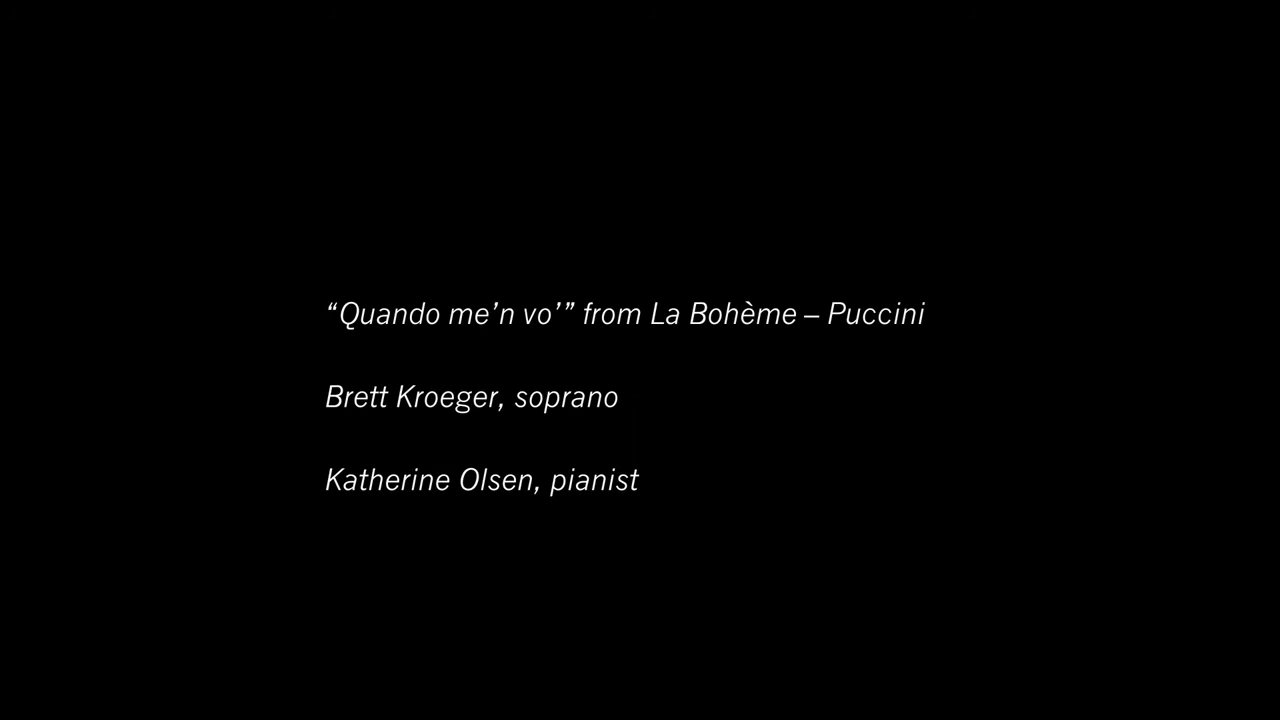 “Quando me’n vo’” from La Bohème – Puccini
Brett Kroeger, soprano
Katherine Olsen, pianist